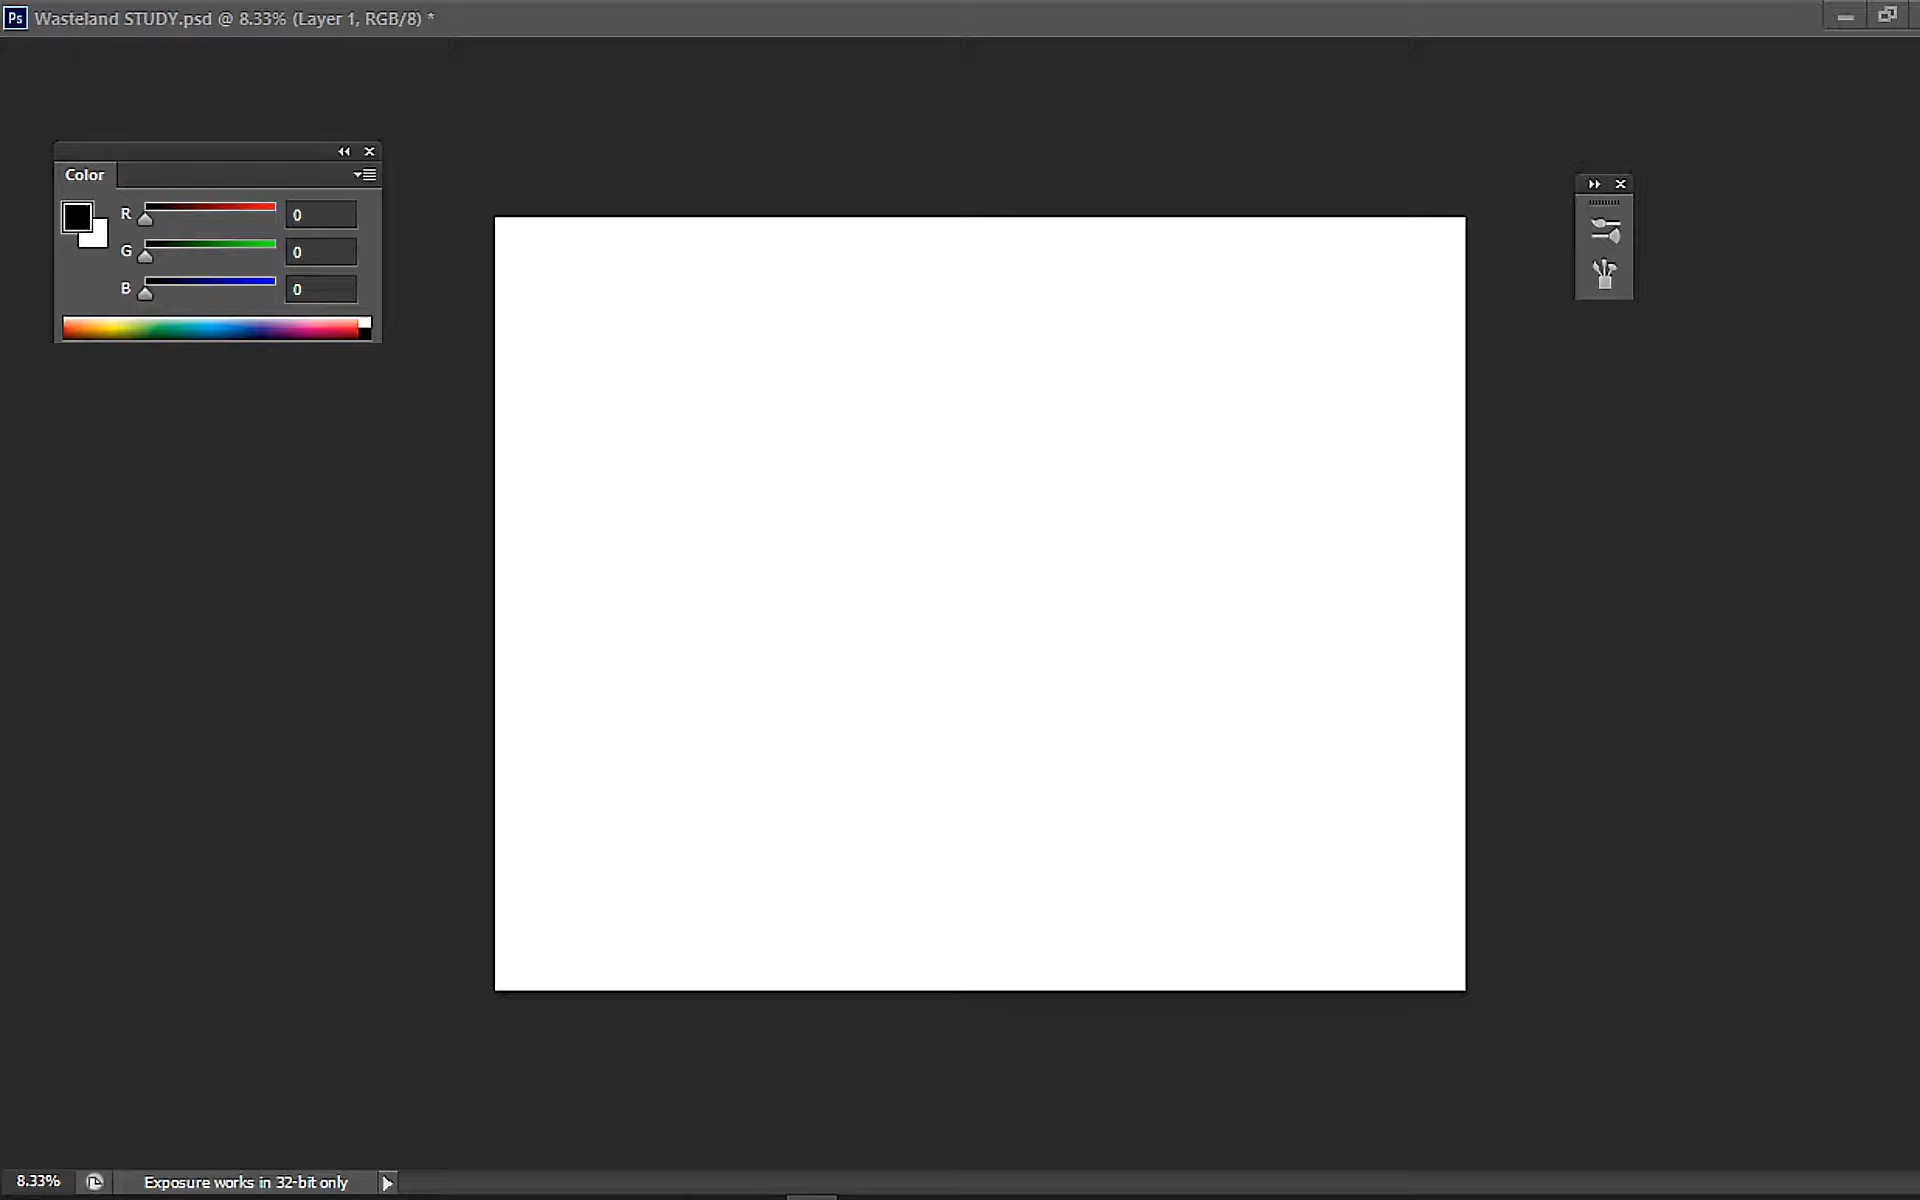 Ps Wasteland STUDY.psd @ 8.33% (Layer 1, RGB/8) *
Color
R 0
G 0
B 0
8.33% Exposure works in 32-bit only